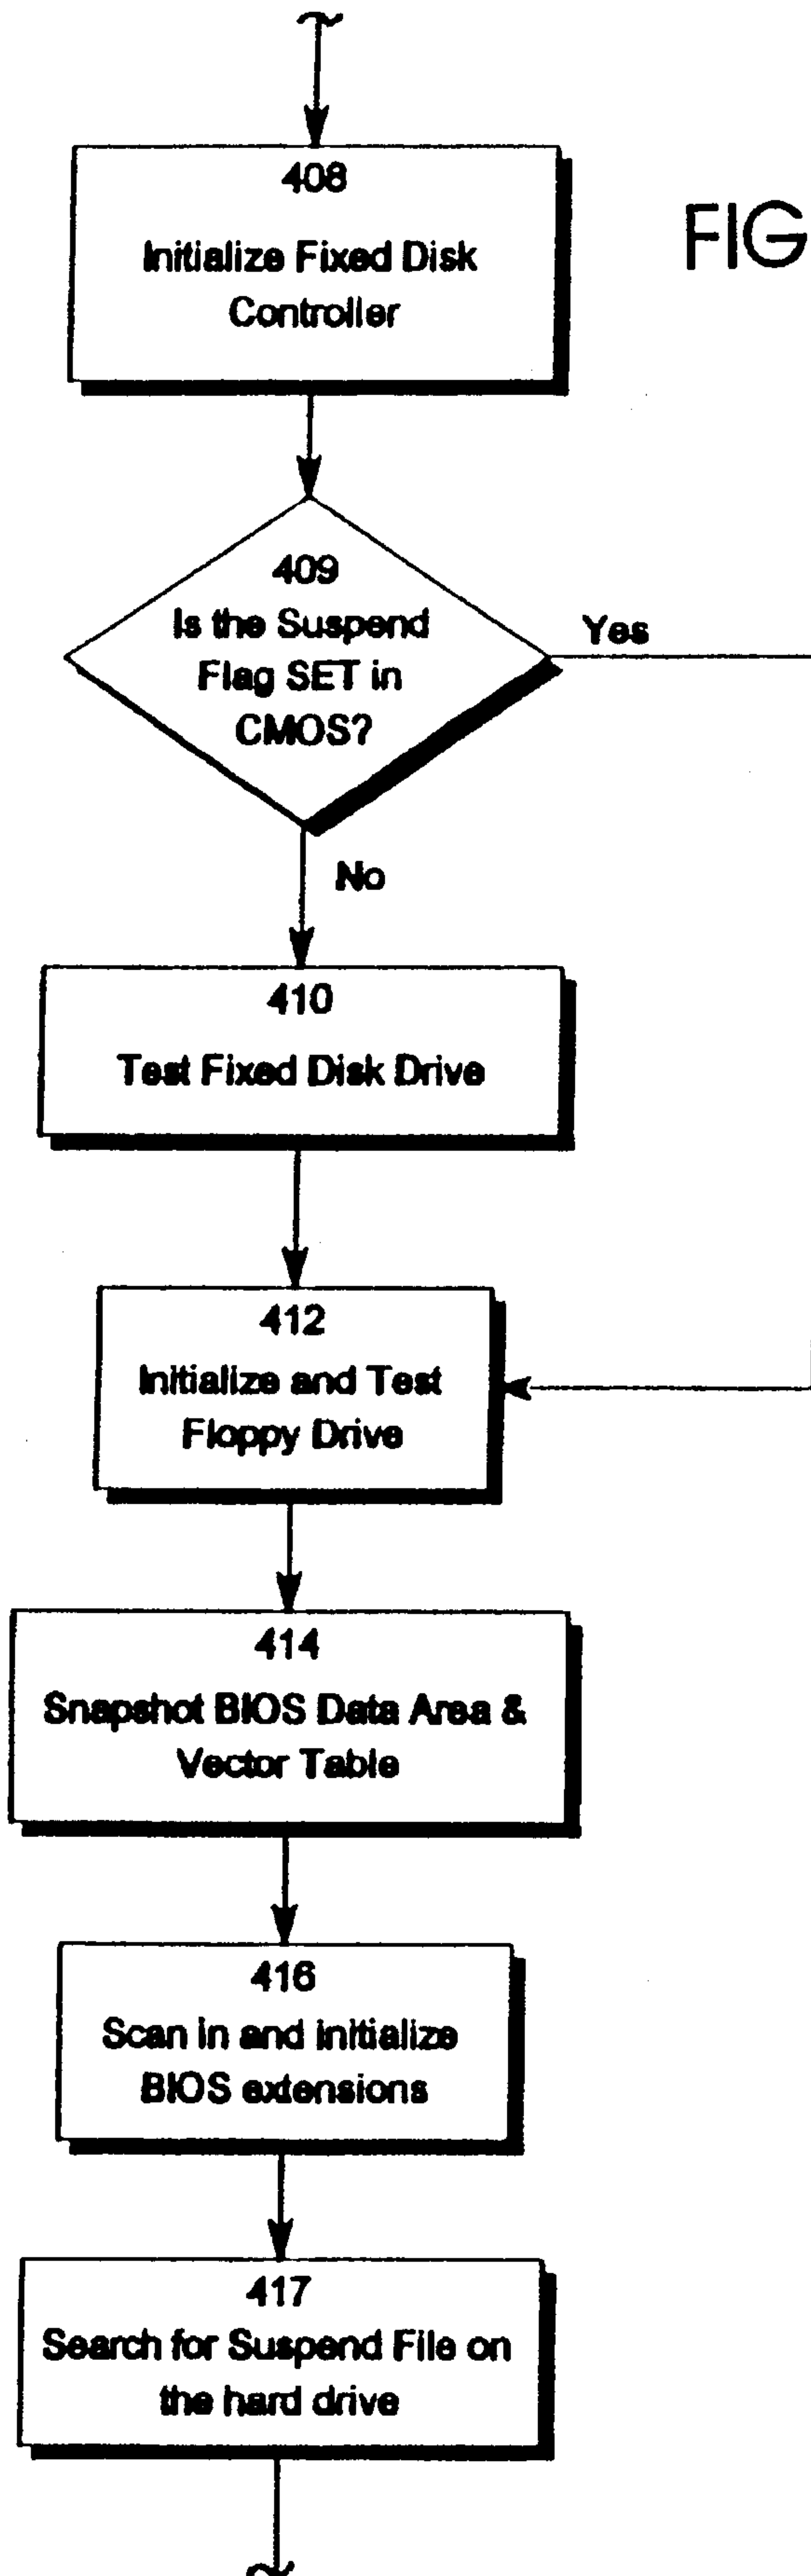 408
Initialize Fixed Disk
Controller
FIG
409
Is the Suspend
Flag SET in
CMOS?
Yes
No
410
Test Fixed Disk Drive
412
Initialize and Test
Floppy Drive
414
Snapshot BIOS Data Area &
Vector Table
416
Scan in and initialize
BIOS extensions
417
Search for Suspend File on
the hard drive